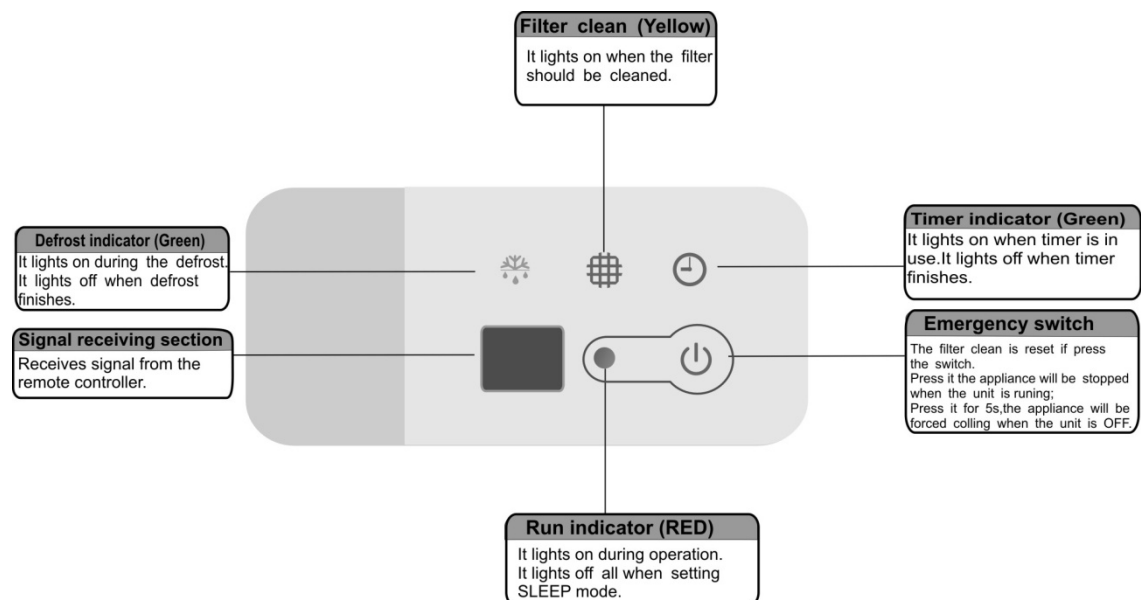 Filter clean (Yellow)
It lights on when the filter
should be cleaned.
Defrost indicator (Green)
It lights on during the defrost.
It lights off when defrost
finishes.
Timer indicator (Green)
It lights on when timer is in
use.It lights off when timer
finishes.
Signal receiving section
Receives signal from the
remote controller.
Emergency switch
The filter clean is reset if press
the switch.
Press it the appliance will be stopped
when the unit is runing;
Press it for 5s,the appliance will be
forced colling when the unit is OFF.
Run indicator (RED)
It lights on during operation.
It lights off all when setting
SLEEP mode.